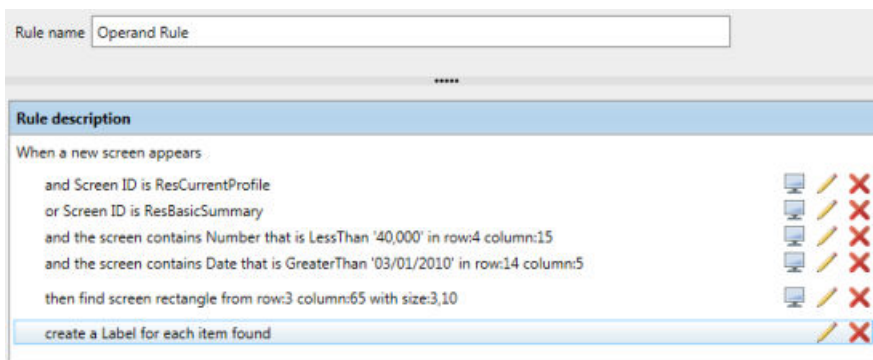 Rule name Operand Rule
Rule description
When a new screen appears
and Screen ID is ResCurrentProfile
or Screen ID is ResBasicSummary
and the screen contains Number that is LessThan '40,000' in row:4 column:15
and the screen contains Date that is GreaterThan '03/01/2010' in row:14 column:5
then find screen rectangle from row:3 column:65 with size:3,10
create a Label for each item found